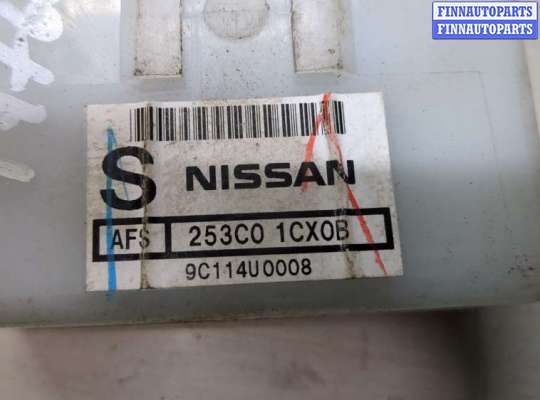 FINNAUTOPARTS
FINNAUTOPARTS
S NISSAN
AFS 253C0 1CX0B
9C114U0008